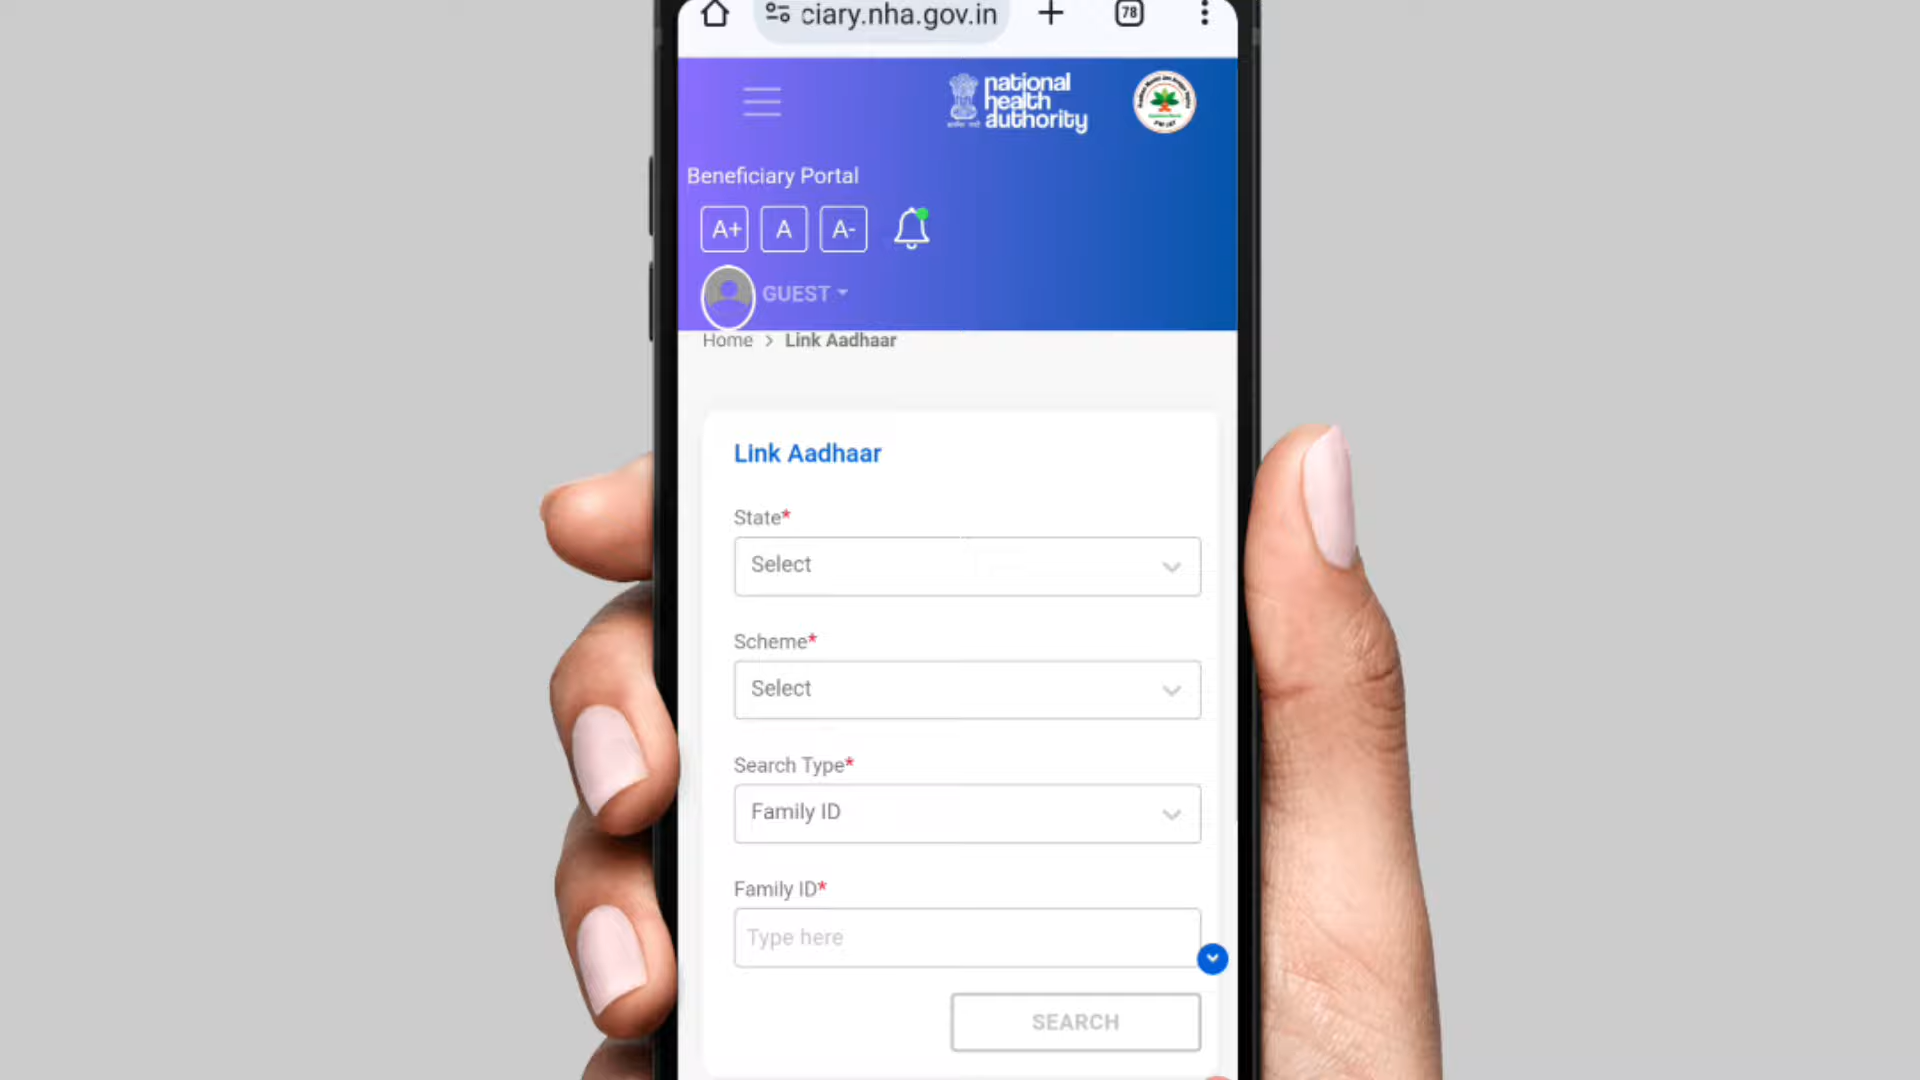 ciary.nha.gov.in
78
national
health
authority
Beneficiary Portal
A+ A A-
GUEST
Home > Link Aadhaar
Link Aadhaar
State*
Select
Scheme*
Select
Search Type*
Family ID
Family ID*
Type here
SEARCH